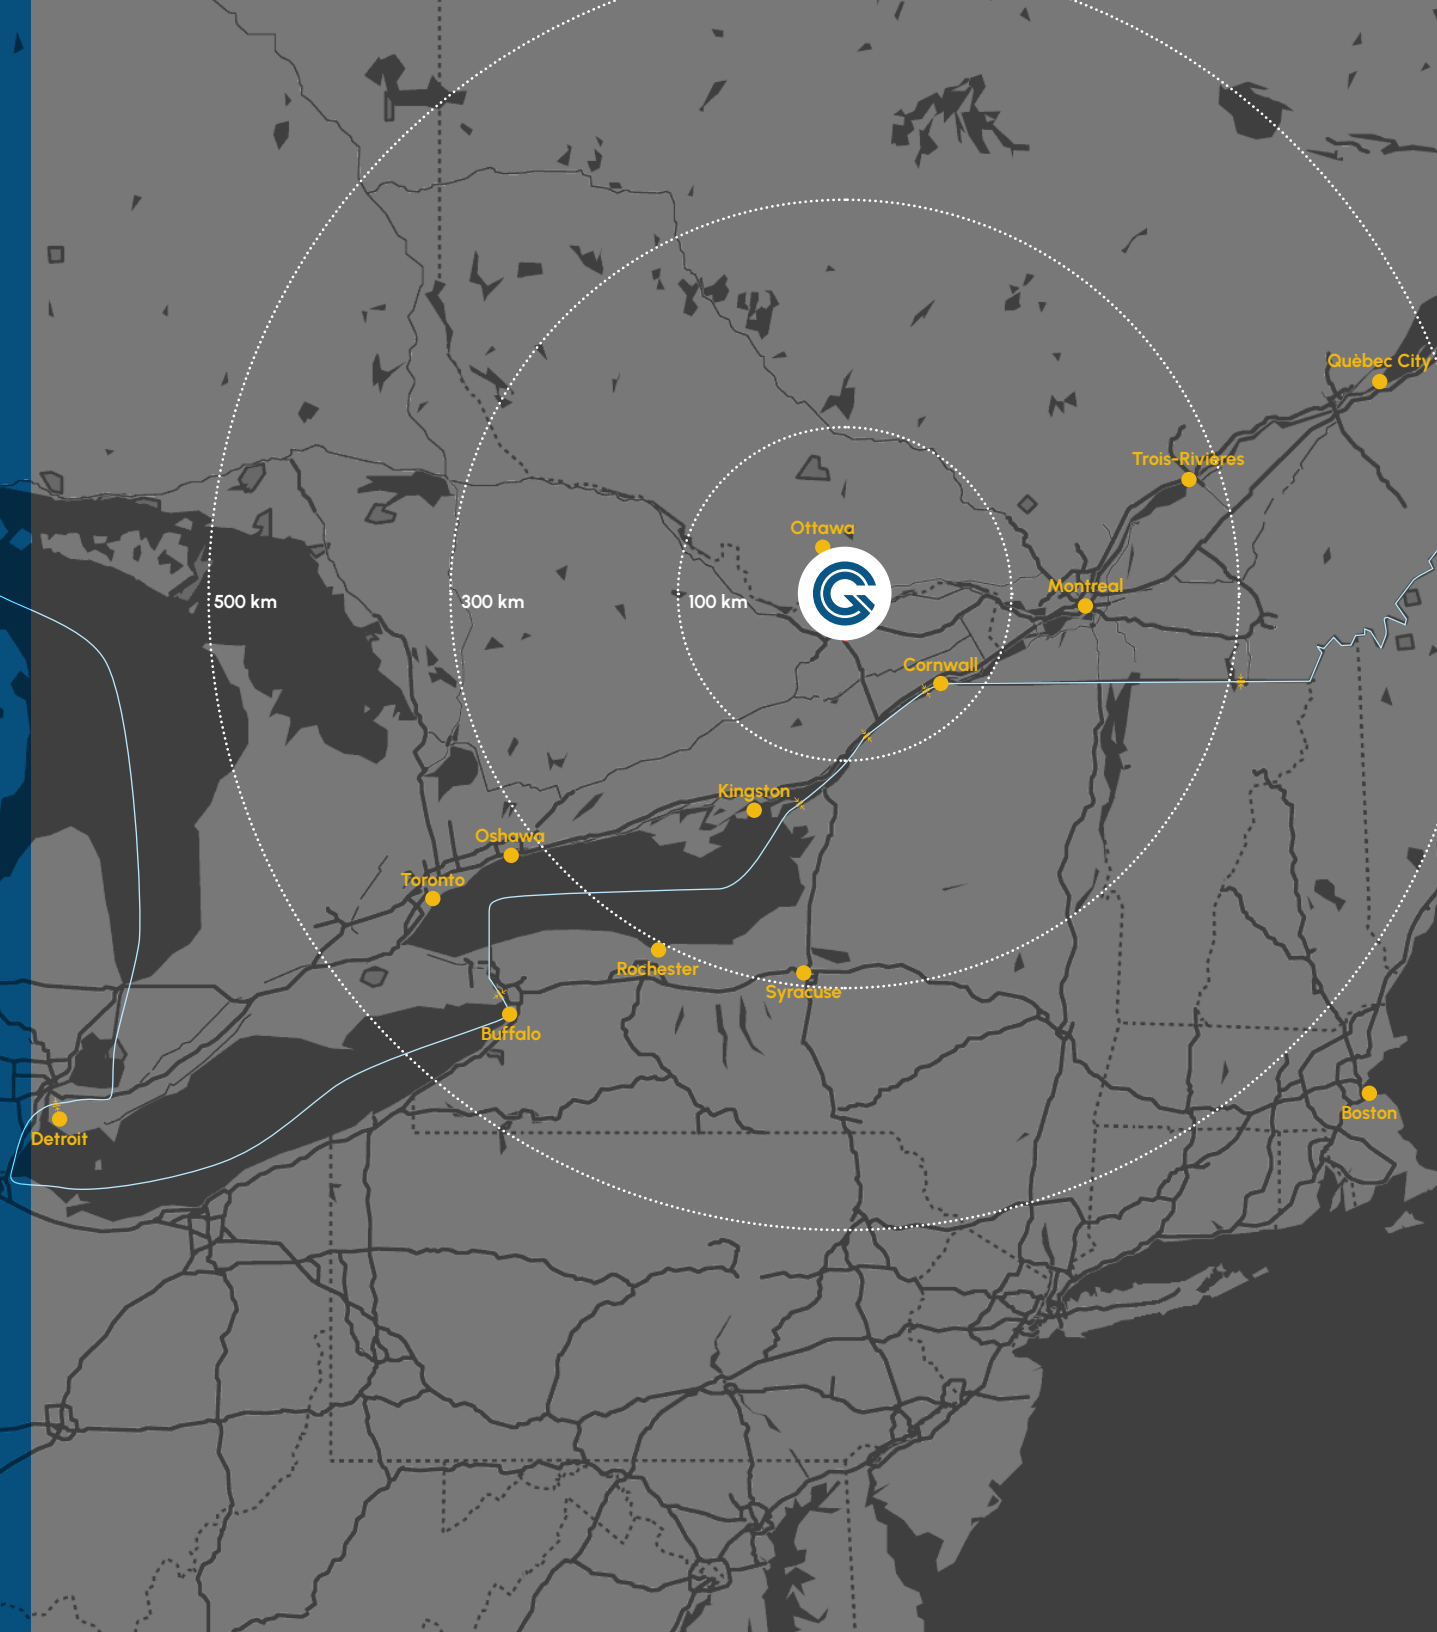 Quèbec City
Trois-Rivières
Ottawa
Montreal
500 km
300 km
100 km
Cornwall
Kingston
Oshawa
Toronto
Rochester
Syracuse
Buffalo
Boston
Detroit